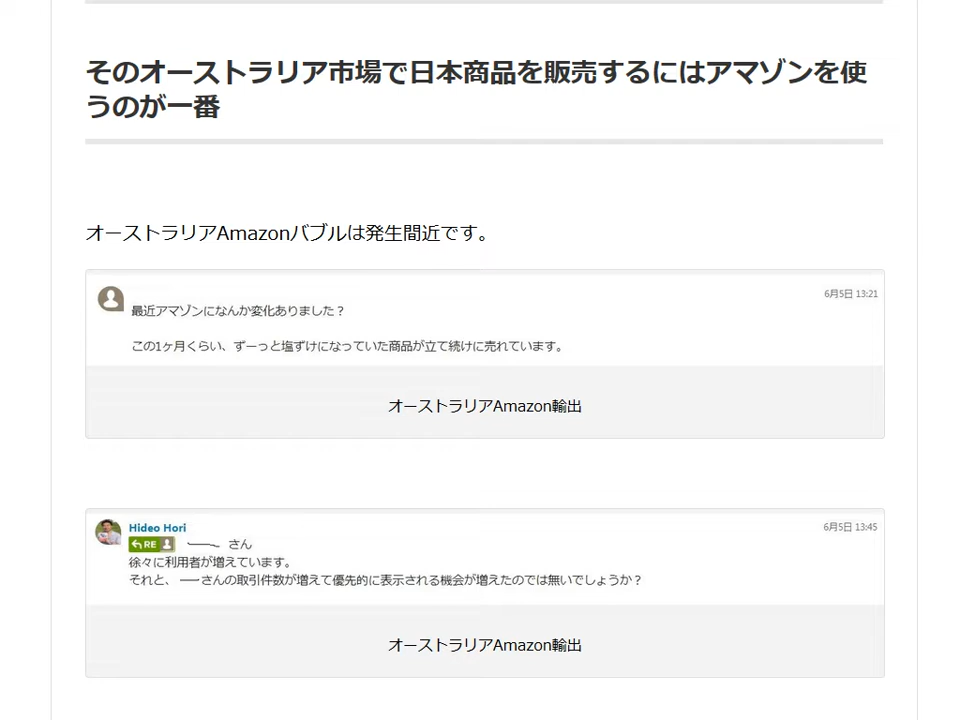 そのオーストラリア市場で日本商品を販売するにはアマゾンを使
うのが一番
オーストラリアAmazonバブルは発生間近です。
6月5日 13:21
最近アマゾンになんか変化ありました？
この1ヶ月くらい、ずーっと塩ずけになっていた商品が立て続けに売れています。
オーストラリアAmazon輸出
Hideo Hori
6月5日 13:45
RE さん
徐々に利用者が増えています。
それと、 さんの取引件数が増えて優先的に表示される機会が増えたのでは無いでしょうか？
オーストラリアAmazon輸出